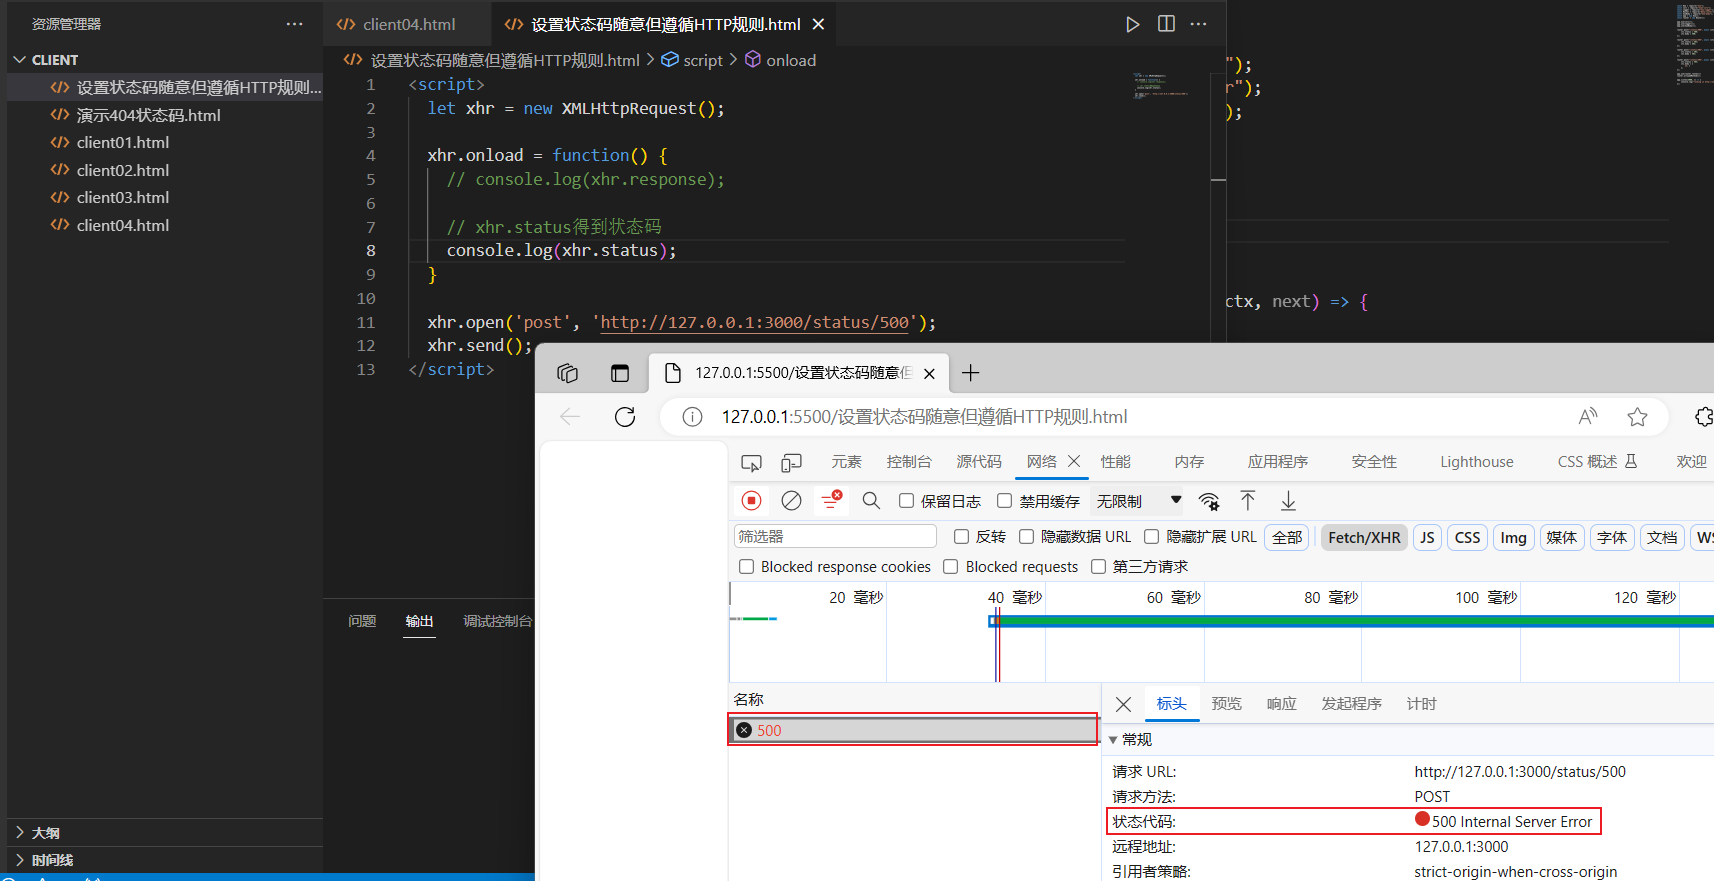 资源管理器
CLIENT
设置状态码随意但遵循HTTP规则...
演示404状态码.html
client01.html
client02.html
client03.html
client04.html
大纲
时间线
client04.html
设置状态码随意但遵循HTTP规则.html
设置状态码随意但遵循HTTP规则.html > script > onload
1 <script>
2 let xhr = new XMLHttpRequest();
3
4 xhr.onload = function() {
5 // console.log(xhr.response);
6
7 // xhr.status得到状态码
8 console.log(xhr.status);
9 }
10
11 xhr.open('post', 'http://127.0.0.1:3000/status/500');
12 xhr.send();
13 </script>
");
r");
);
ctx, next) => {
问题 输出 调试控制台
127.0.0.1:5500/设置状态码随意但
127.0.0.1:5500/设置状态码随意但遵循HTTP规则.html
元素 控制台 源代码 网络 性能 内存 应用程序 安全性 Lighthouse CSS 概述 欢迎
保留日志 禁用缓存 无限制
筛选器 反转 隐藏数据 URL 隐藏扩展 URL 全部 Fetch/XHR JS CSS Img 媒体 字体 文档 WS
Blocked response cookies Blocked requests 第三方请求
20 毫秒 40 毫秒 60 毫秒 80 毫秒 100 毫秒 120 毫秒
名称
500
标头 预览 响应 发起程序 计时
常规
请求 URL: http://127.0.0.1:3000/status/500
请求方法: POST
状态代码: 500 Internal Server Error
远程地址: 127.0.0.1:3000
引用者策略: strict-origin-when-cross-origin